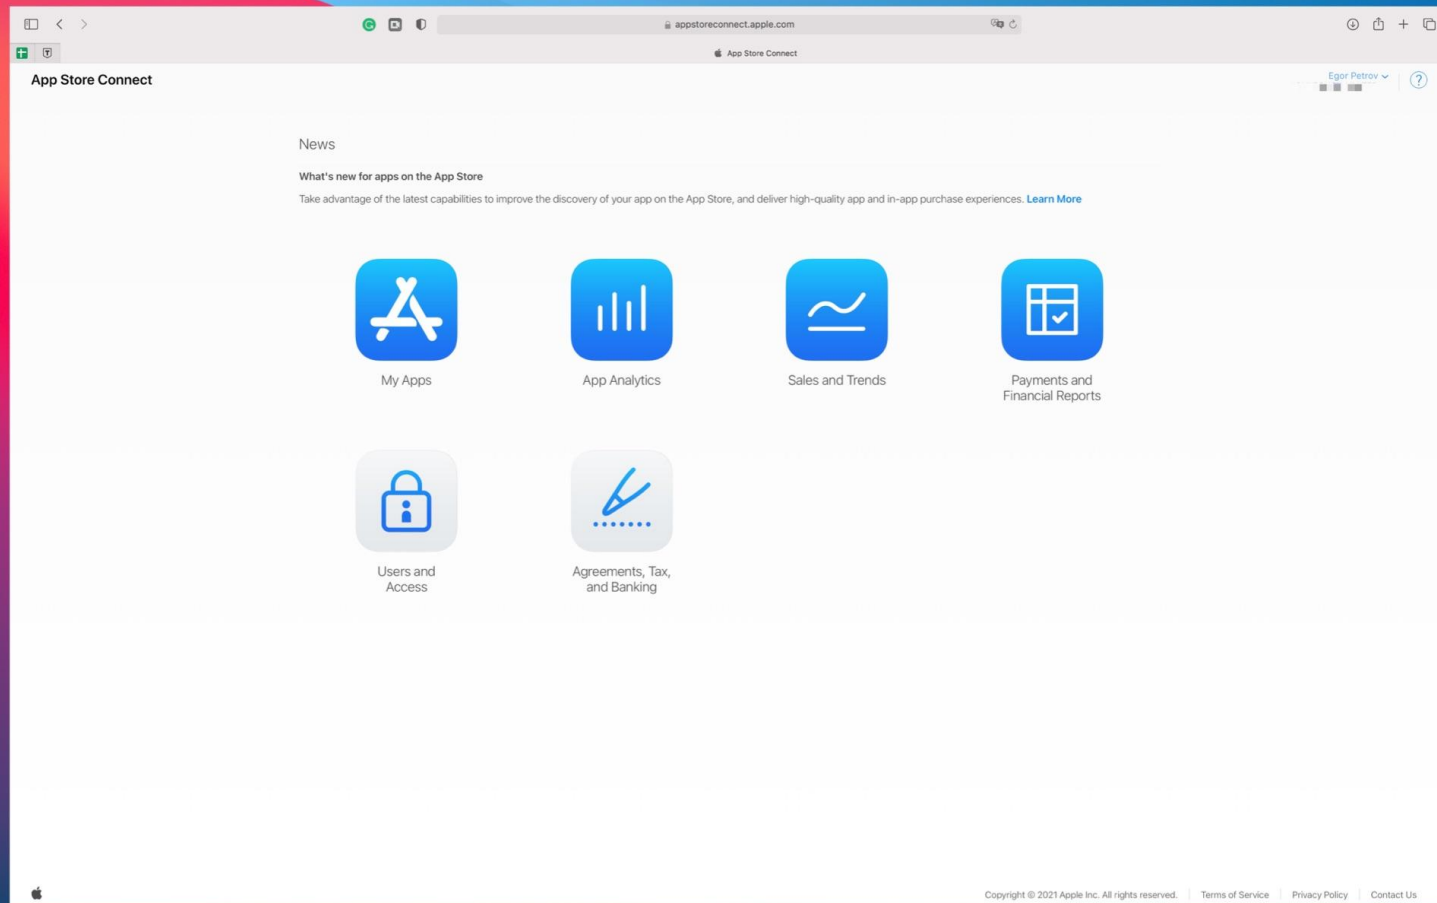 appstoreconnect.apple.com
App Store Connect
App Store Connect
Egor Petrov
?
News
What's new for apps on the App Store
Take advantage of the latest capabilities to improve the discovery of your app on the App Store, and deliver high-quality app and in-app purchase experiences. Learn More
My Apps
App Analytics
Sales and Trends
Payments and
Financial Reports
Users and
Access
Agreements, Tax,
and Banking
Copyright © 2021 Apple Inc. All rights reserved. Terms of Service Privacy Policy Contact Us